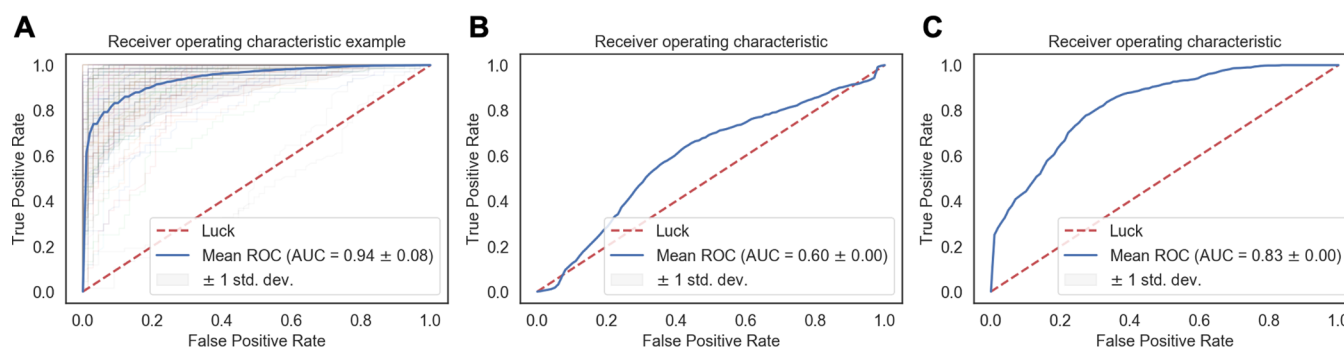 A
Receiver operating characteristic example
True Positive Rate
1.0
0.8
0.6
0.4
0.2
0.0
Luck
Mean ROC (AUC = 0.94 ± 0.08)
± 1 std. dev.
0.0 0.2 0.4 0.6 0.8 1.0
False Positive Rate
B
Receiver operating characteristic
True Positive Rate
1.0
0.8
0.6
0.4
0.2
0.0
Luck
Mean ROC (AUC = 0.60 ± 0.00)
± 1 std. dev.
0.0 0.2 0.4 0.6 0.8 1.0
False Positive Rate
C
Receiver operating characteristic
True Positive Rate
1.0
0.8
0.6
0.4
0.2
0.0
Luck
Mean ROC (AUC = 0.83 ± 0.00)
± 1 std. dev.
0.0 0.2 0.4 0.6 0.8 1.0
False Positive Rate